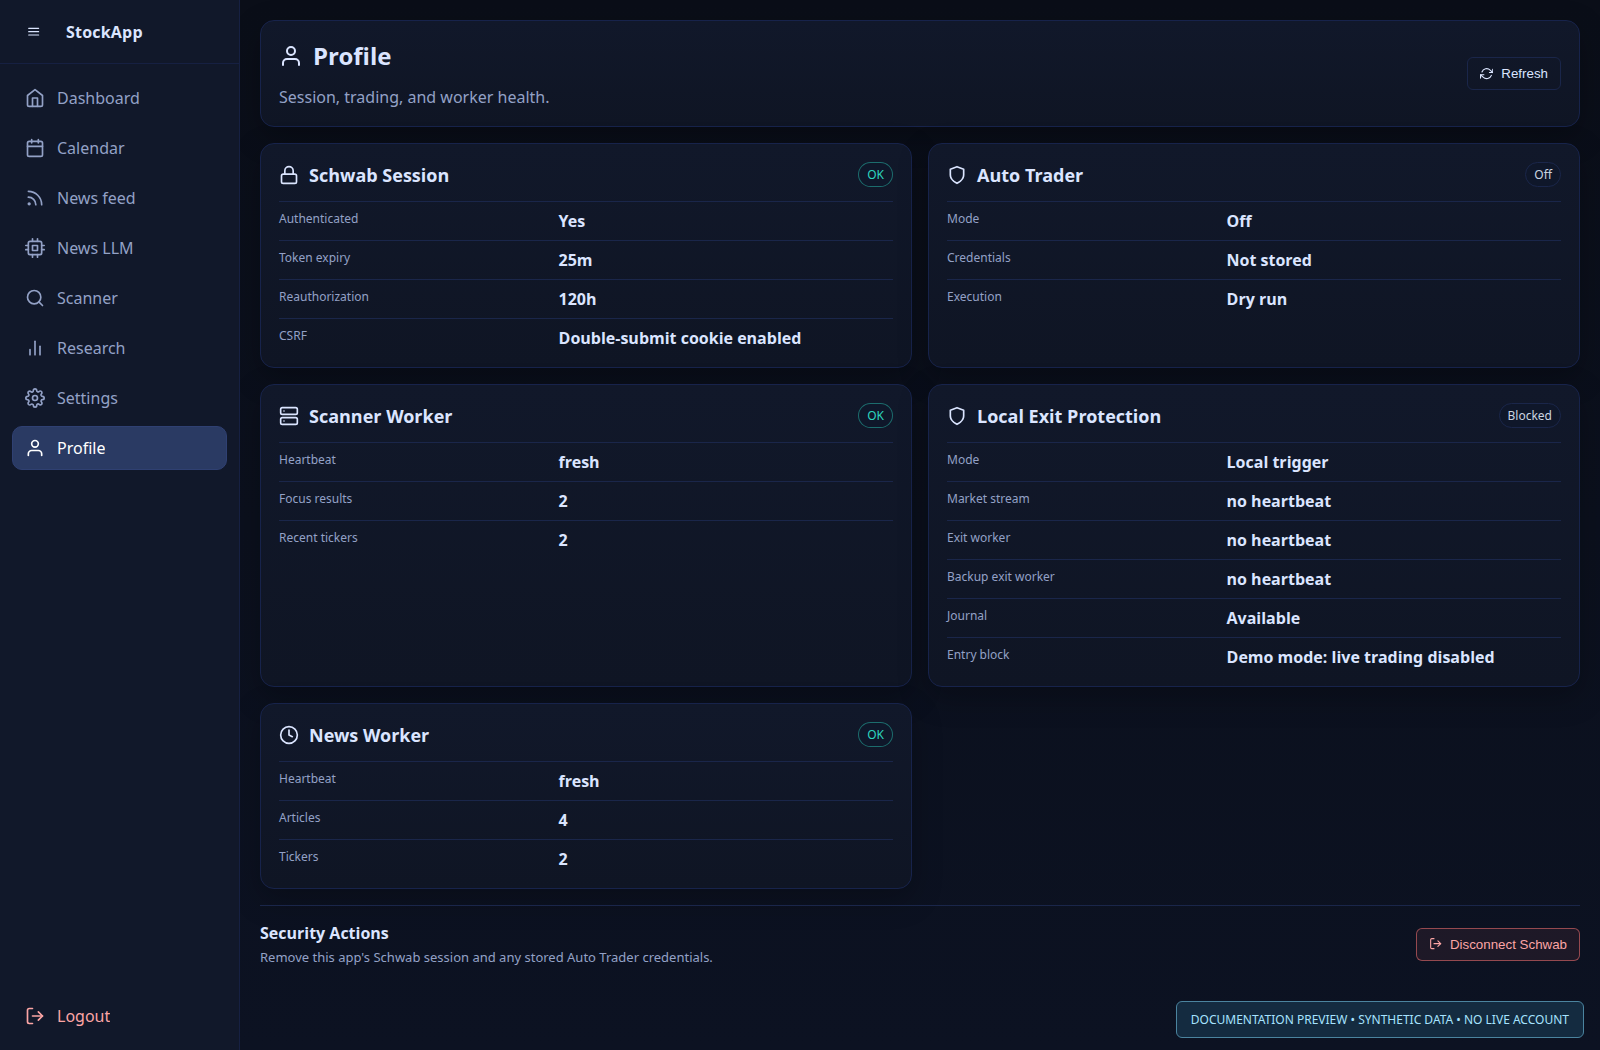 StockApp
Dashboard
Calendar
News feed
News LLM
Scanner
Research
Settings
Profile
Logout
Profile
Session, trading, and worker health.
Refresh
Schwab Session
OK
Authenticated Yes
Token expiry 25m
Reauthorization 120h
CSRF Double-submit cookie enabled
Auto Trader
Off
Mode Off
Credentials Not stored
Execution Dry run
Scanner Worker
OK
Heartbeat fresh
Focus results 2
Recent tickers 2
Local Exit Protection
Blocked
Mode Local trigger
Market stream no heartbeat
Exit worker no heartbeat
Backup exit worker no heartbeat
Journal Available
Entry block Demo mode: live trading disabled
News Worker
OK
Heartbeat fresh
Articles 4
Tickers 2
Security Actions
Remove this app's Schwab session and any stored Auto Trader credentials.
Disconnect Schwab
DOCUMENTATION PREVIEW • SYNTHETIC DATA • NO LIVE ACCOUNT